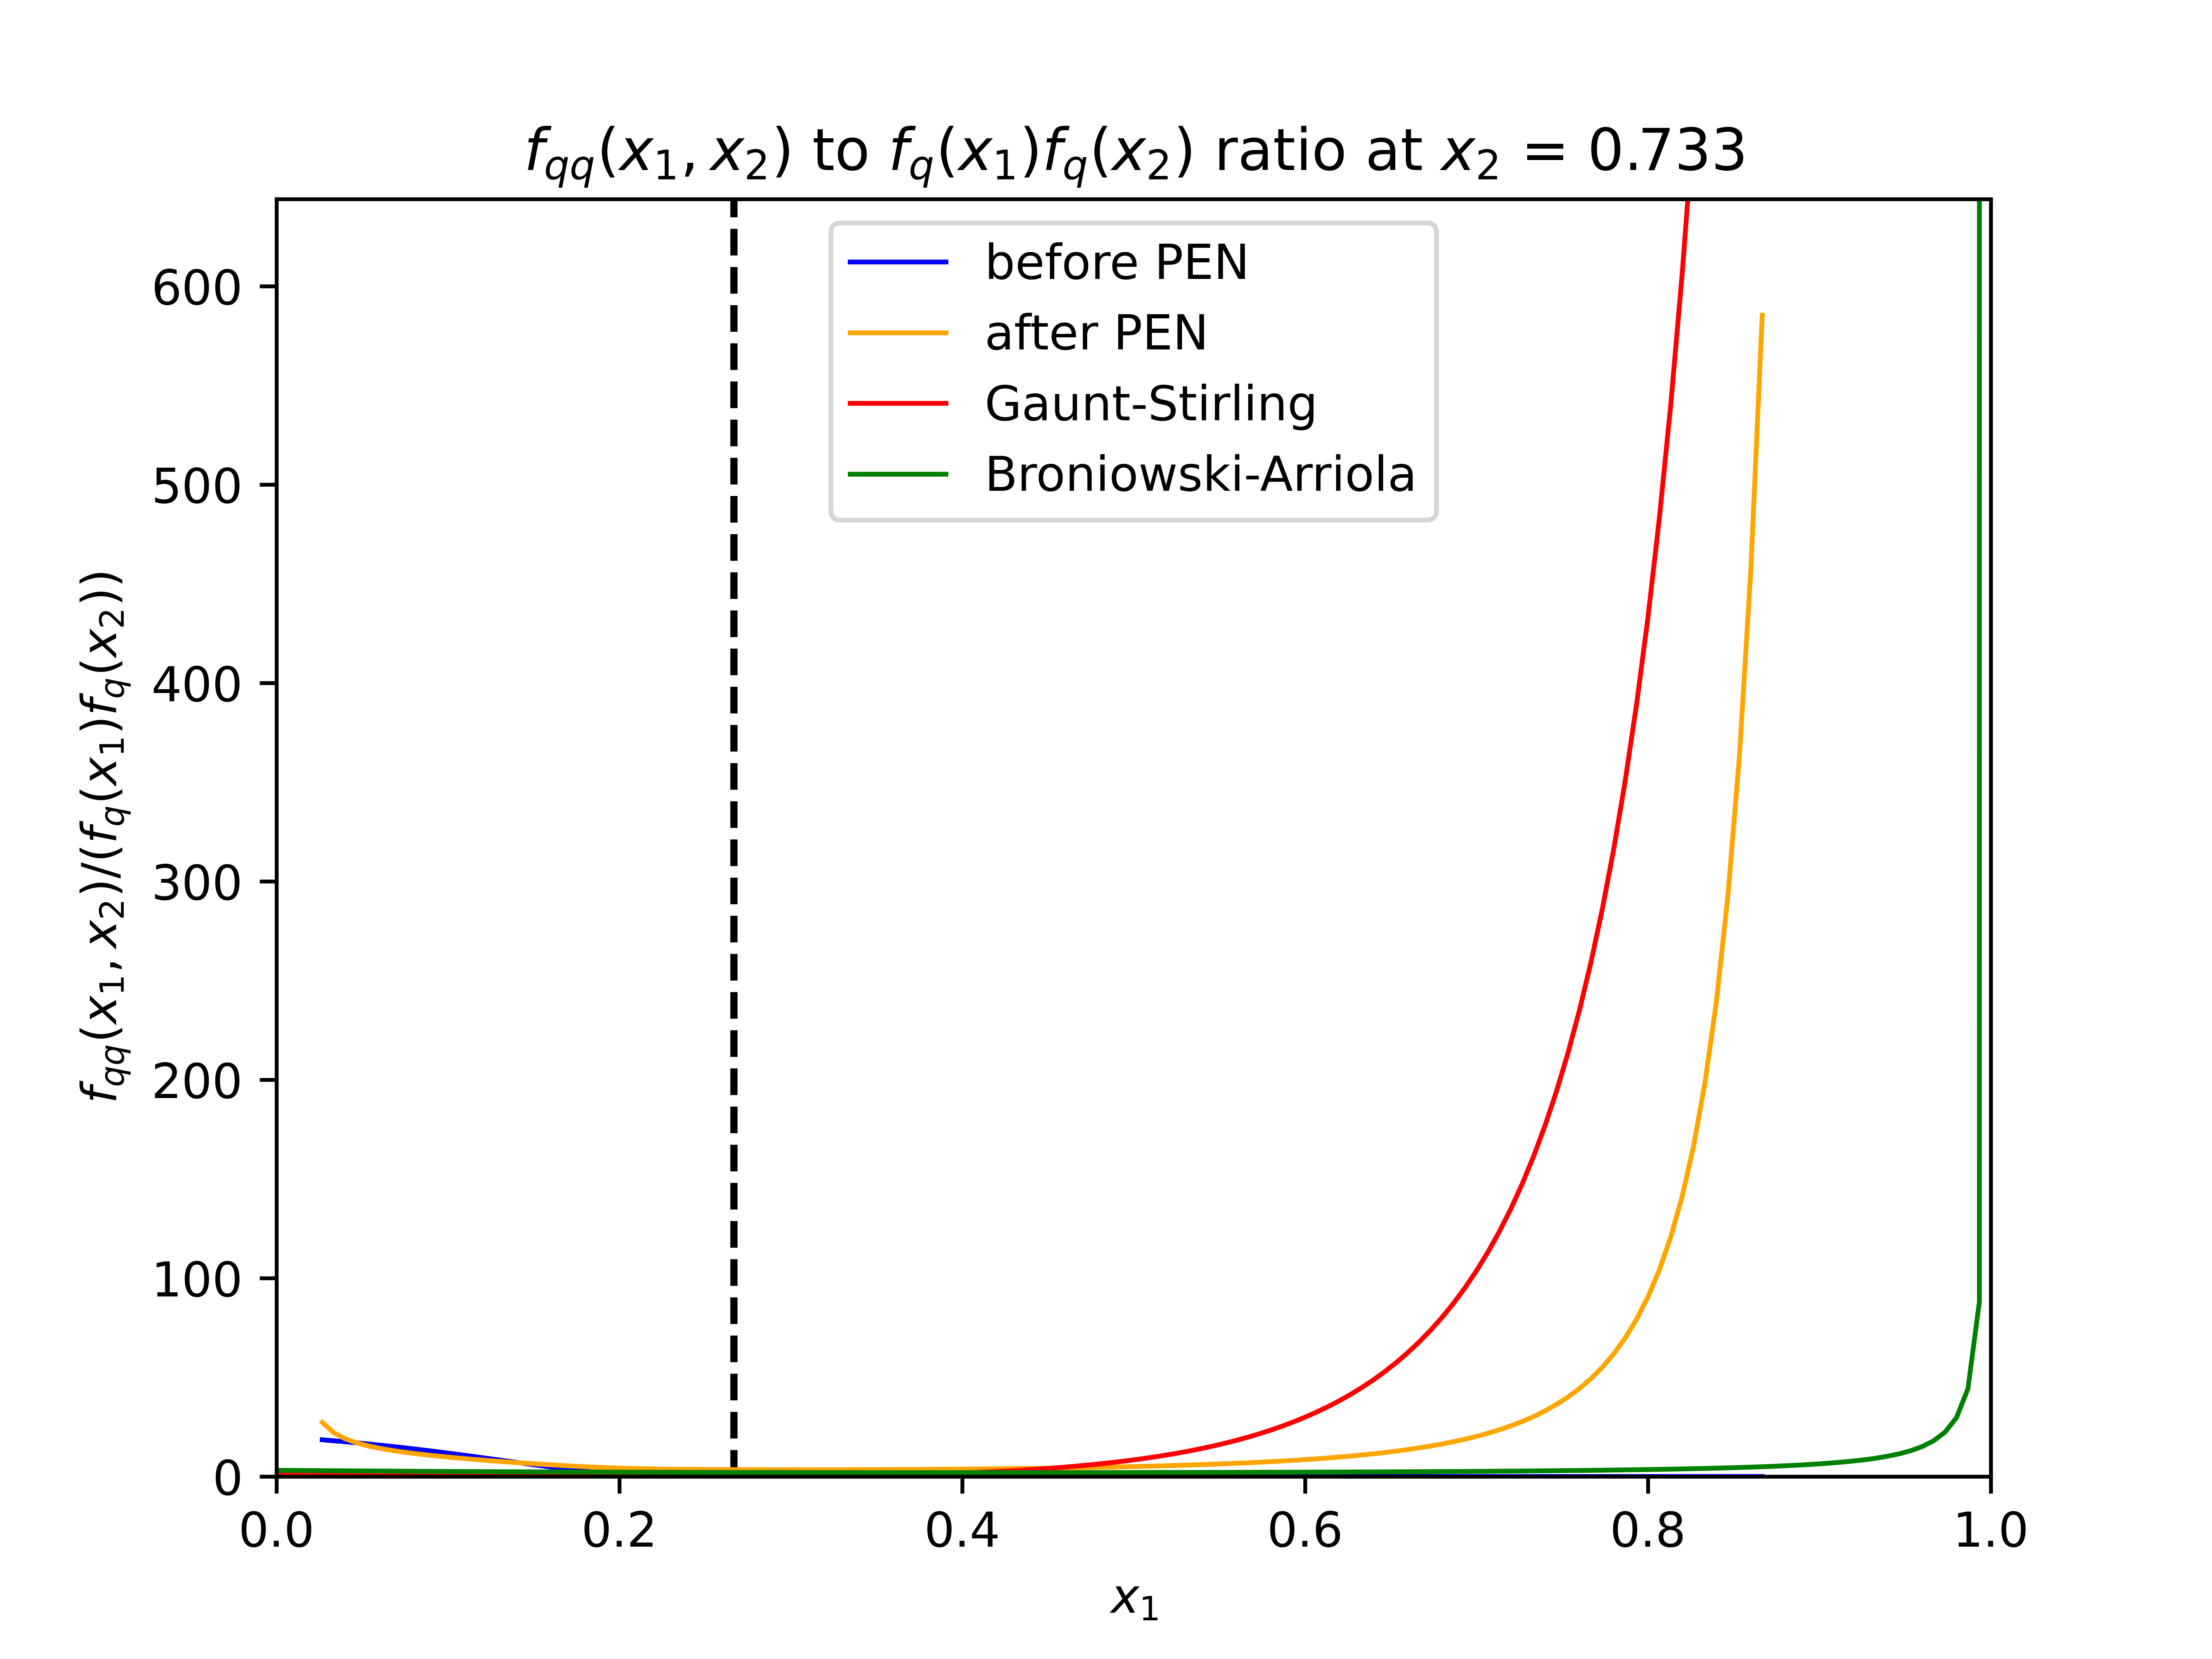 f_qq(x_1, x_2) to f_q(x_1)f_q(x_2) ratio at x_2 = 0.733
before PEN
after PEN
Gaunt-Stirling
Broniowski-Arriola
f_qq(x_1, x_2)/(f_q(x_1)f_q(x_2))
600
500
400
300
200
100
0
0.0 0.2 0.4 0.6 0.8 1.0
x_1